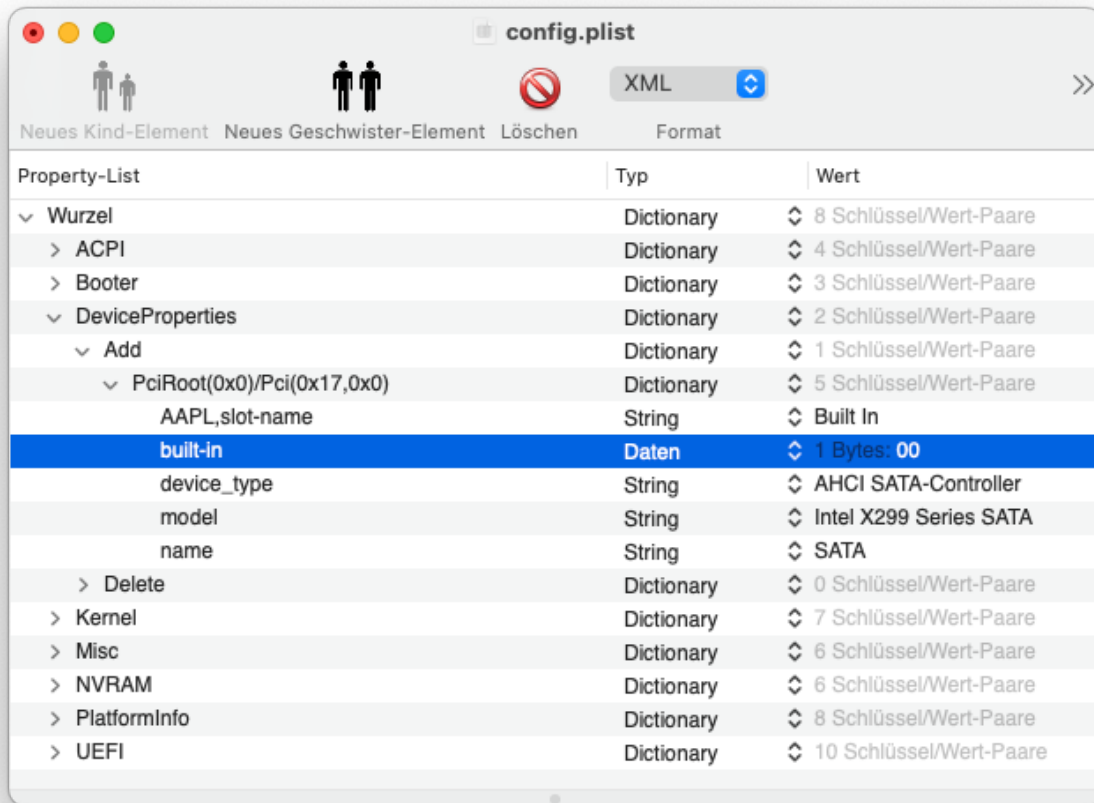 config.plist
XML
Neues Kind-Element Neues Geschwister-Element Löschen Format
Property-List Typ Wert
Wurzel Dictionary 8 Schlüssel/Wert-Paare
ACPI Dictionary 4 Schlüssel/Wert-Paare
Booter Dictionary 3 Schlüssel/Wert-Paare
DeviceProperties Dictionary 2 Schlüssel/Wert-Paare
Add Dictionary 1 Schlüssel/Wert-Paare
PciRoot(0x0)/Pci(0x17,0x0) Dictionary 5 Schlüssel/Wert-Paare
AAPL,slot-name String Built In
built-in Daten 1 Bytes: 00
device_type String AHCI SATA-Controller
model String Intel X299 Series SATA
name String SATA
Delete Dictionary 0 Schlüssel/Wert-Paare
Kernel Dictionary 7 Schlüssel/Wert-Paare
Misc Dictionary 6 Schlüssel/Wert-Paare
NVRAM Dictionary 6 Schlüssel/Wert-Paare
PlatformInfo Dictionary 8 Schlüssel/Wert-Paare
UEFI Dictionary 10 Schlüssel/Wert-Paare